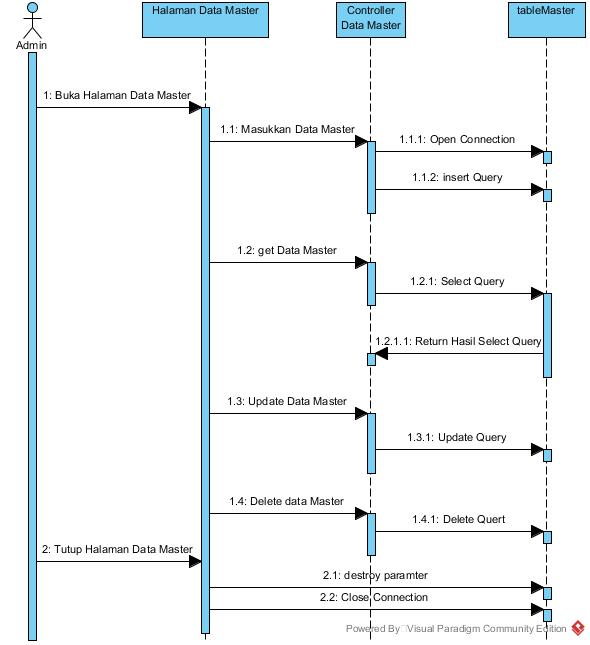 Halaman Data Master
Controller
Data Master
tableMaster
Admin
1: Buka Halaman Data Master
1.1: Masukkan Data Master
1.1.1: Open Connection
1.1.2: insert Query
1.2: get Data Master
1.2.1: Select Query
1.2.1.1: Return Hasil Select Query
1.3: Update Data Master
1.3.1: Update Query
1.4: Delete data Master
1.4.1: Delete Quert
2: Tutup Halaman Data Master
2.1: destroy paramter
2.2: Close Connection
Powered By Visual Paradigm Community Edition